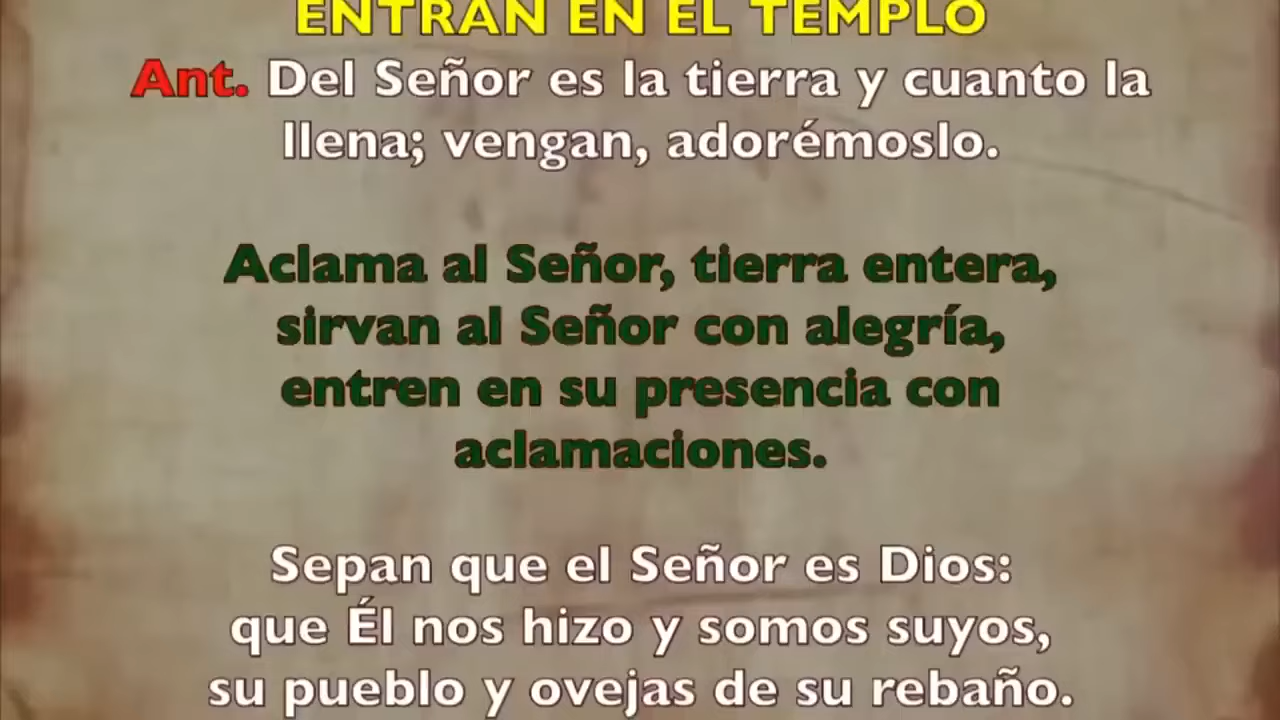 ENTRAN EN EL TEMPLO
Ant. Del Señor es la tierra y cuanto la
llena; vengan, adorémoslo.
Aclama al Señor, tierra entera,
sirvan al Señor con alegría,
entren en su presencia con
aclamaciones.
Sepan que el Señor es Dios:
que Él nos hizo y somos suyos,
su pueblo y ovejas de su rebaño.